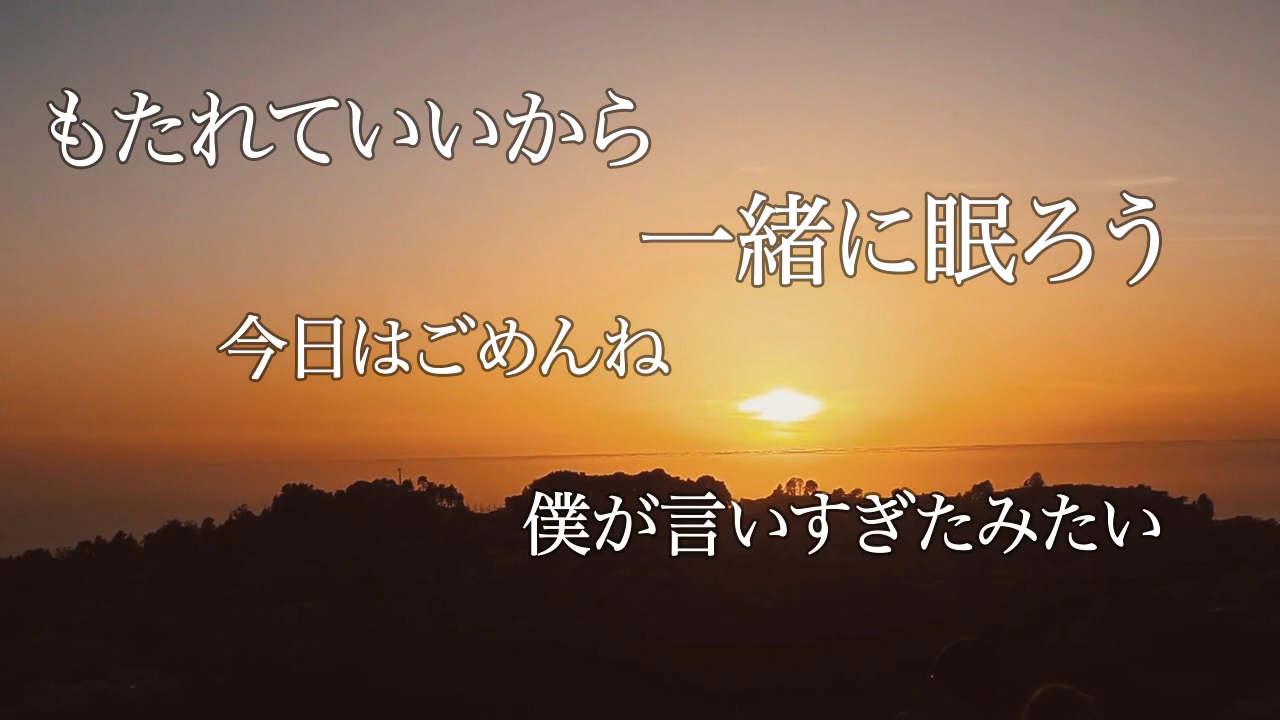 もたれていいから
一緒に眠ろう
今日はごめんね
僕が言いすぎたみたい